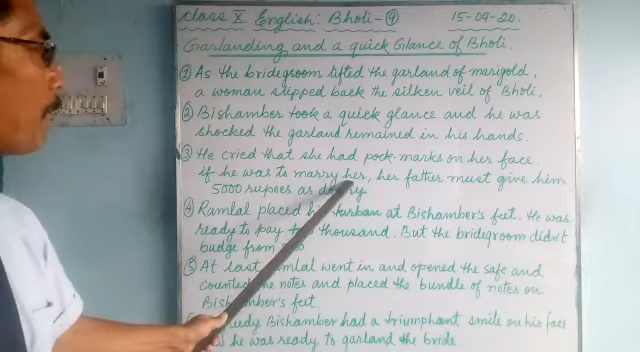 Class X English: Bholi-⑨ 15-09-20.
Garlanding and a quick Glance of Bholi.
① As the bridegroom lifted the garland of marigold,
a woman slipped back the silken veil of Bholi.
② Bishamber took a quick glance and he was
shocked the garland remained in his hands.
③ He cried that she had pock-marks on her face.
if he was to marry her, her father must give him
5000 rupees as
④ Ramlal placed turban at Bishamber's feet. He was
ready to pay thousand. But the bridegroom didn't
budge from
⑤ At last went in and opened the safe and
counted notes and placed the bundle of notes on
feet.
Bishamber had a triumphant smile on his face
he was ready to garland the bride